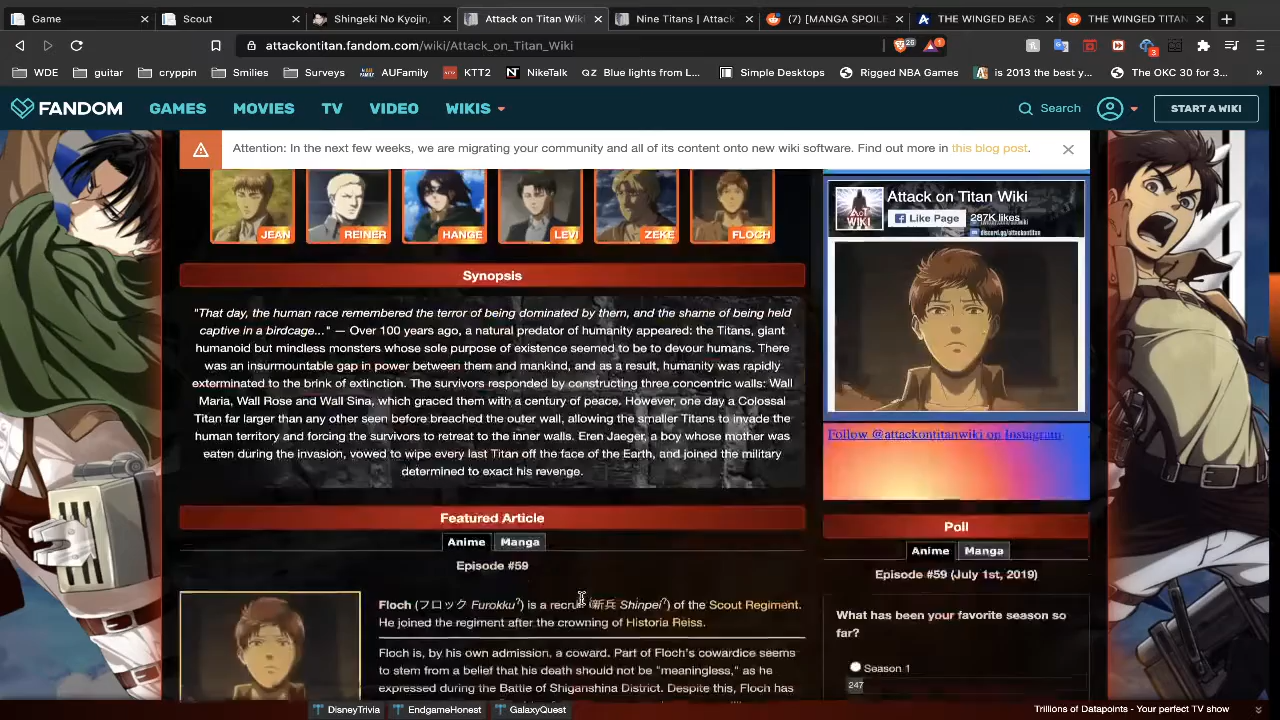 Game
Scout
Shingeki No Kyojin,
Attack on Titan Wiki
Nine Titans | Attack
(7) [MANGA SPOILE
THE WINGED BEAS
THE WINGED TITAN
attackontitan.fandom.com/wiki/Attack_on_Titan_Wiki
26
1
3
WDE
guitar
cryppin
Smilies
Surveys
AUFamily
KTT2
NikeTalk
QZ Blue lights from L...
Simple Desktops
Rigged NBA Games
is 2013 the best y...
The OKC 30 for 3...
»
FANDOM
GAMES
MOVIES
TV
VIDEO
WIKIS
Search
START A WIKI
Attention: In the next few weeks, we are migrating your community and all of its content onto new wiki software. Find out more in this blog post.
JEAN
REINER
HANGE
LEVI
ZEKE
FLOCH
Synopsis
"That day, the human race remembered the terror of being dominated by them, and the shame of being held
captive in a birdcage..." — Over 100 years ago, a natural predator of humanity appeared: the Titans, giant
humanoid but mindless monsters whose sole purpose of existence seemed to be to devour humans. There
was an insurmountable gap in power between them and mankind, and as a result, humanity was rapidly
exterminated to the brink of extinction. The survivors responded by constructing three concentric walls: Wall
Maria, Wall Rose and Wall Sina, which graced them with a century of peace. However, one day a Colossal
Titan far larger than any other seen before breached the outer wall, allowing the smaller Titans to invade the
human territory and forcing the survivors to retreat to the inner walls. Eren Jaeger, a boy whose mother was
eaten during the invasion, vowed to wipe every last Titan off the face of the Earth, and joined the military
determined to exact his revenge.
Featured Article
Anime
Manga
Episode #59
Floch (フロック Furokku?) is a recruit (新兵 Shinpei?) of the Scout Regiment.
He joined the regiment after the crowning of Historia Reiss.
Floch is, by his own admission, a coward. Part of Floch's cowardice seems
to stem from a belief that his death should not be "meaningless," as he
expressed during the Battle of Shiganshina District. Despite this, Floch has
AOT
WIKI
Attack on Titan Wiki
Like Page
287K likes
discord.gg/attackontitan
Follow @attackontitanwiki on Instagram
Poll
Anime
Manga
Episode #59 (July 1st, 2019)
What has been your favorite season so
far?
Season 1
247
DisneyTrivia
EndgameHonest
GalaxyQuest
Trillions of Datapoints - Your perfect TV show